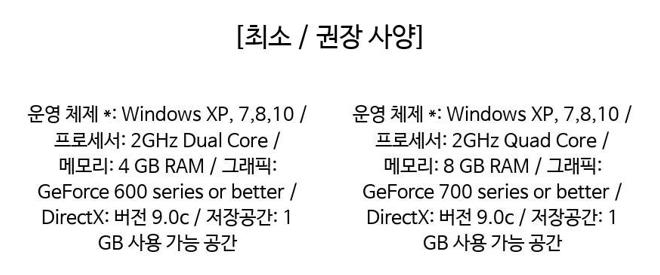 [최소 / 권장 사양]
운영 체제 *: Windows XP, 7,8,10 /
프로세서: 2GHz Dual Core /
메모리: 4 GB RAM / 그래픽:
GeForce 600 series or better /
DirectX: 버전 9.0c / 저장공간: 1
GB 사용 가능 공간
운영 체제 *: Windows XP, 7,8,10 /
프로세서: 2GHz Quad Core /
메모리: 8 GB RAM / 그래픽:
GeForce 700 series or better /
DirectX: 버전 9.0c / 저장공간: 1
GB 사용 가능 공간